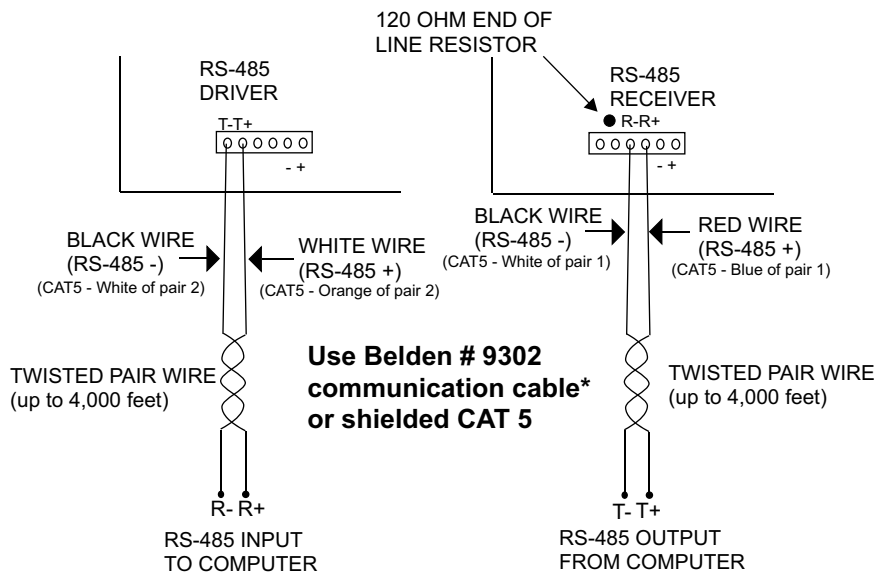 120 OHM END OF
LINE RESISTOR
RS-485
DRIVER
T-T+
- +
RS-485
RECEIVER
R-R+
- +
BLACK WIRE
(RS-485 -)
(CAT5 - White of pair 2)
WHITE WIRE
(RS-485 +)
(CAT5 - Orange of pair 2)
BLACK WIRE
(RS-485 -)
(CAT5 - White of pair 1)
RED WIRE
(RS-485 +)
(CAT5 - Blue of pair 1)
TWISTED PAIR WIRE
(up to 4,000 feet)
Use Belden # 9302
communication cable*
or shielded CAT 5
TWISTED PAIR WIRE
(up to 4,000 feet)
R- R+
RS-485 INPUT
TO COMPUTER
T- T+
RS-485 OUTPUT
FROM COMPUTER